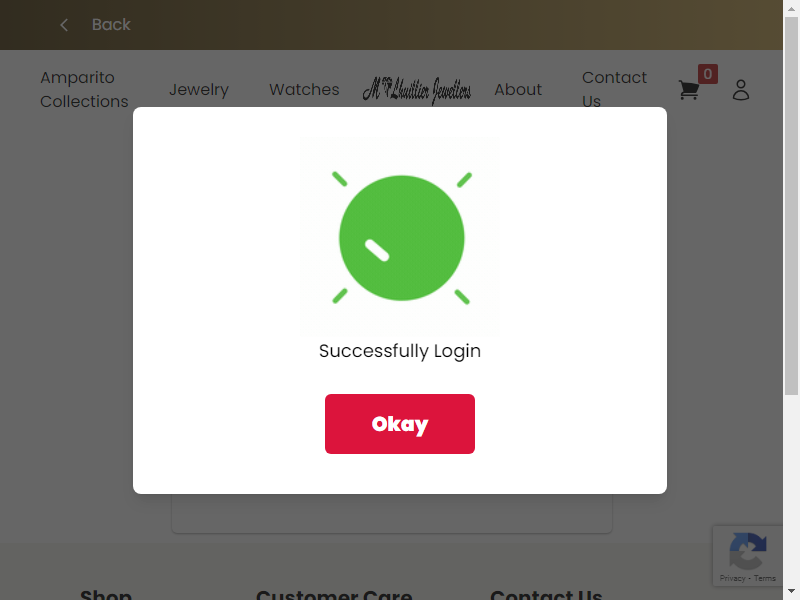 Back
Amparito
Collections
Jewelry
Watches
M Lhuillier Jewellers
About
Contact
Us
0
Successfully Login
Okay
Privacy - Terms
Shop
Customer Care
Contact Us